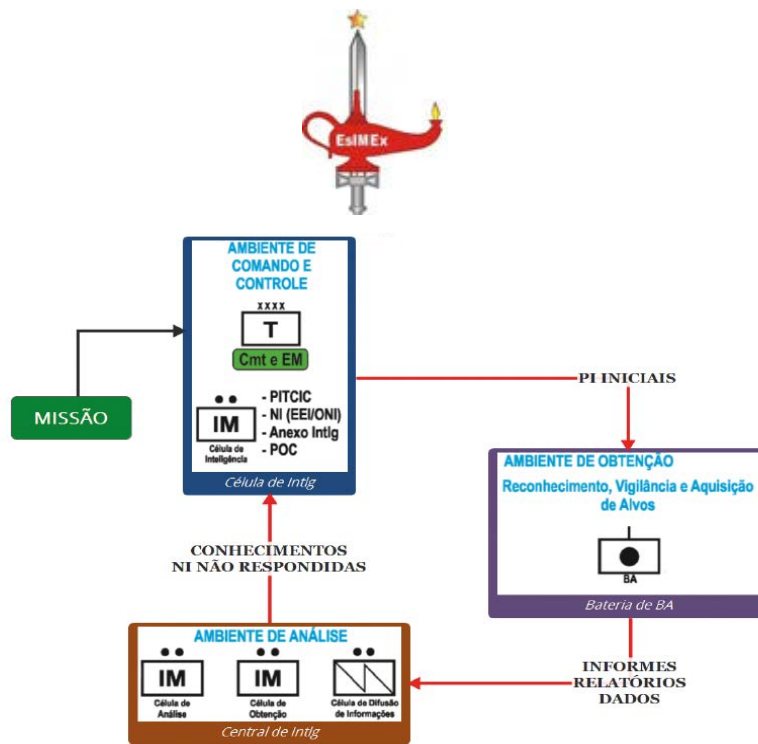 EsIMEx
AMBIENTE DE
COMANDO E
CONTROLE
XXXX
T
Cmt e EM
IM
Célula de
Inteligência
- PITCIC
- NI (EEI/ONI)
- Anexo Intlg
- POC
Célula de Intlg
MISSÃO
PI INICIAIS
AMBIENTE DE OBTENÇÃO
Reconhecimento, Vigilância e Aquisição
de Alvos
BA
Bateria de BA
CONHECIMENTOS
NI NÃO RESPONDIDAS
AMBIENTE DE ANÁLISE
IM
Célula de
Análise
IM
Célula de
Obtenção
Célula de Difusão
de Informações
Central de Intlg
INFORMES
RELATÓRIOS
DADOS